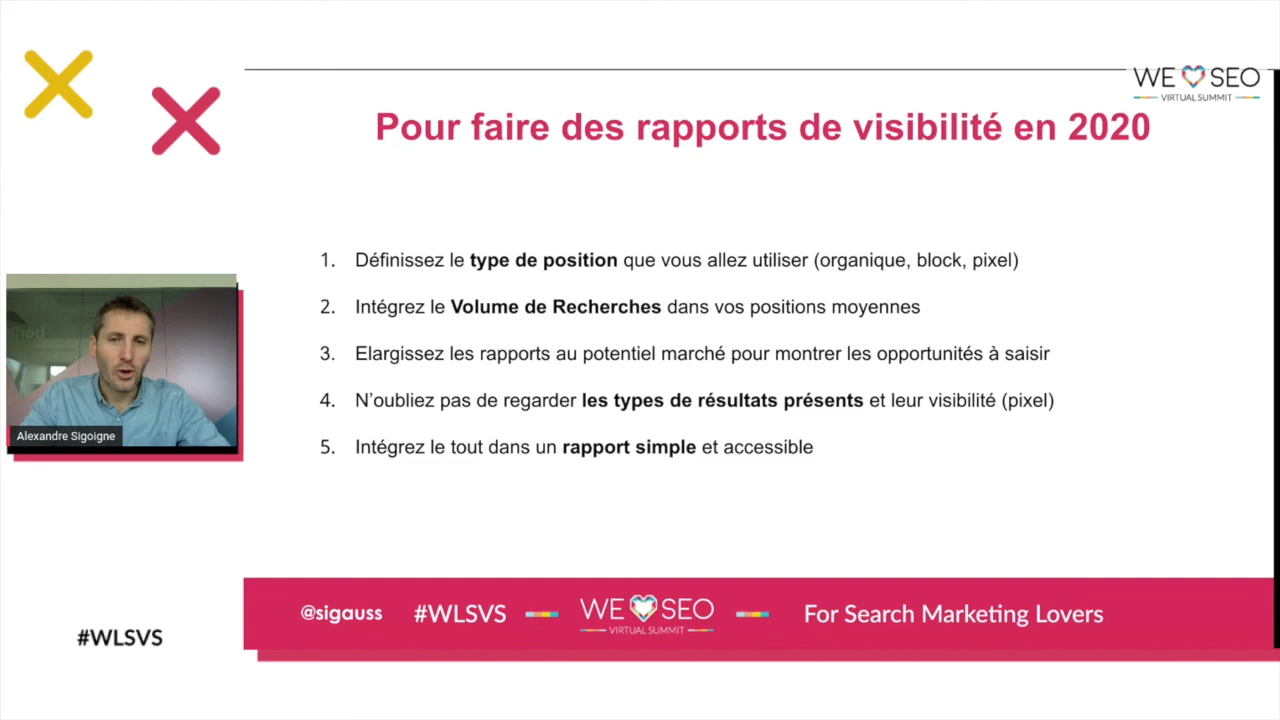 WE SEO
VIRTUAL SUMMIT
Pour faire des rapports de visibilité en 2020
1. Définissez le type de position que vous allez utiliser (organique, block, pixel)
2. Intégrez le Volume de Recherches dans vos positions moyennes
3. Elargissez les rapports au potentiel marché pour montrer les opportunités à saisir
4. N’oubliez pas de regarder les types de résultats présents et leur visibilité (pixel)
5. Intégrez le tout dans un rapport simple et accessible
Alexandre Sigoigne
@sigauss #WLSVS WE SEO For Search Marketing Lovers
VIRTUAL SUMMIT
#WLSVS